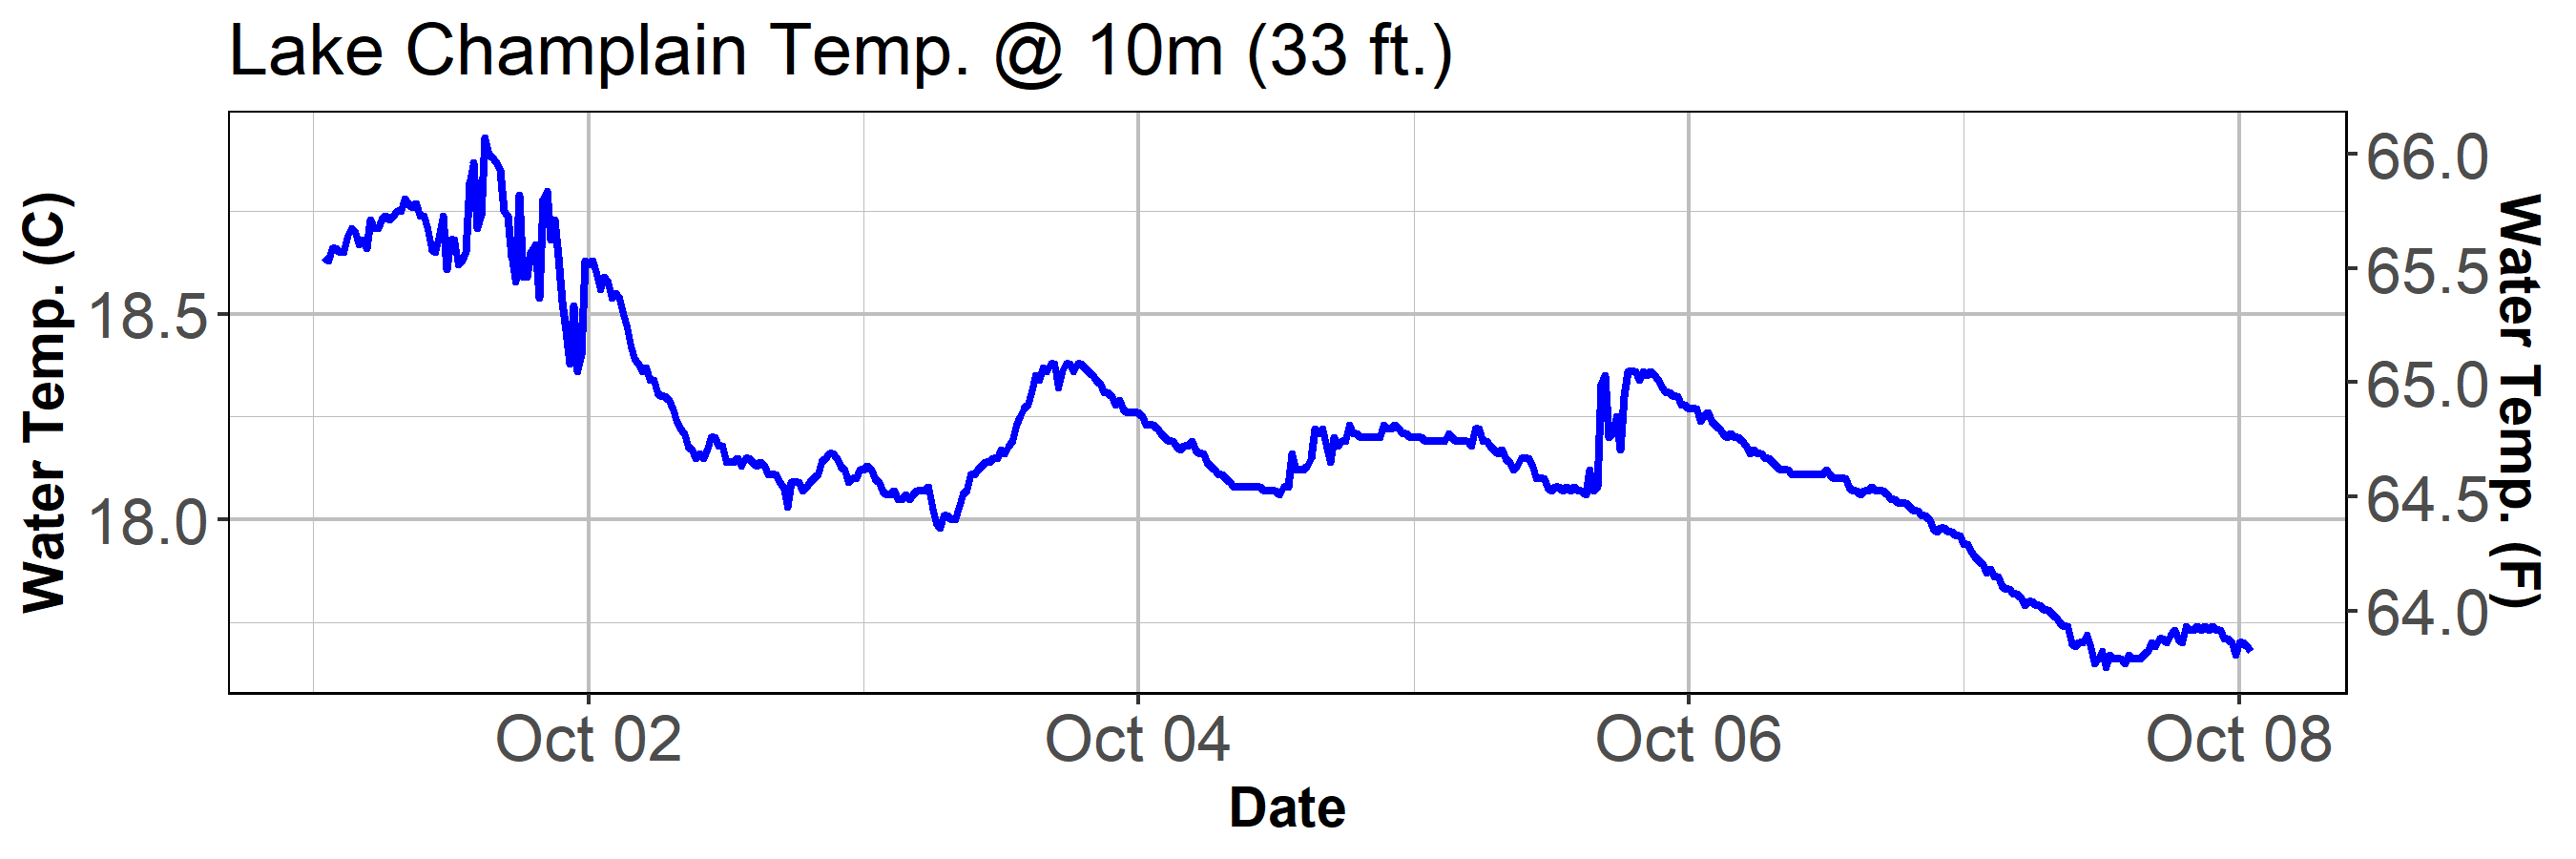 Lake Champlain Temp. @ 10m (33 ft.)
Water Temp. (C)
18.5
18.0
66.0
65.5
65.0
64.5
64.0
Water Temp. (F)
Oct 02
Oct 04
Oct 06
Oct 08
Date